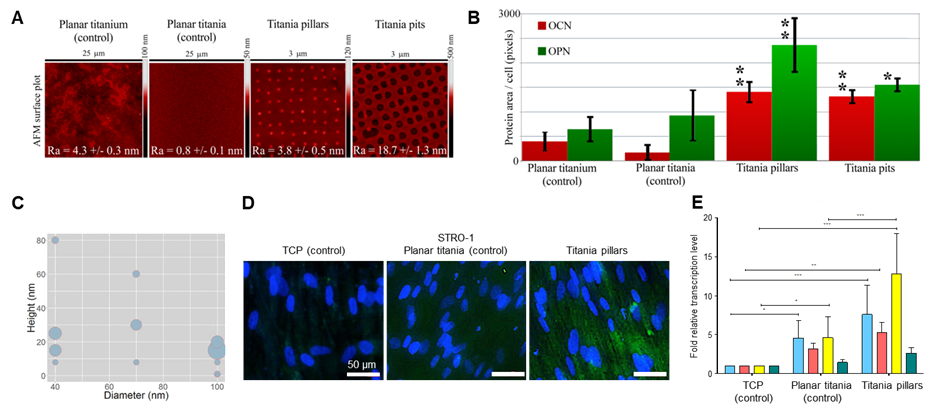 A
Planar titanium
(control)
Planar titania
(control)
Titania pillars
Titania pits
25 µm
25 µm
3 µm
3 µm
100 nm
50 nm
120 nm
500 nm
AFM surface plot
Ra = 4.3 +/- 0.3 nm
Ra = 0.8 +/- 0.1 nm
Ra = 3.8 +/- 0.5 nm
Ra = 18.7 +/- 1.3 nm
B
3000
OCN
OPN
Protein area / cell (pixels)
**
**
**
*
0
Planar titanium
(control)
Planar titania
(control)
Titania pillars
Titania pits
C
80
60
40
20
0
Height (nm)
40
60
80
100
Diameter (nm)
D
STRO-1
TCP (control)
Planar titania (control)
Titania pillars
50 µm
E
Fold relative transcription level
20
15
10
5
0
***
***
**
***
*
*
TCP
(control)
Planar titania
(control)
Titania pillars